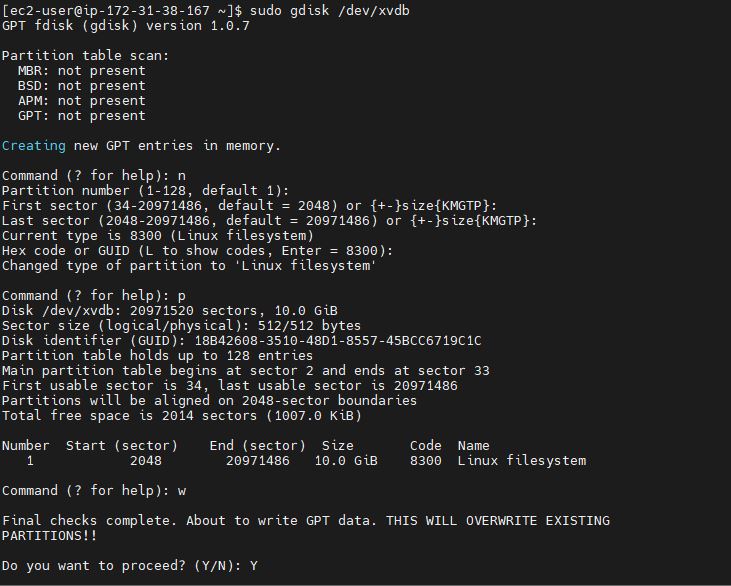 [ec2-user@ip-172-31-38-167 ~]$ sudo gdisk /dev/xvdb
GPT fdisk (gdisk) version 1.0.7
Partition table scan:
MBR: not present
BSD: not present
APM: not present
GPT: not present
Creating new GPT entries in memory.
Command (? for help): n
Partition number (1-128, default 1):
First sector (34-20971486, default = 2048) or {+-}size{KMGTP}:
Last sector (2048-20971486, default = 20971486) or {+-}size{KMGTP}:
Current type is 8300 (Linux filesystem)
Hex code or GUID (L to show codes, Enter = 8300):
Changed type of partition to 'Linux filesystem'
Command (? for help): p
Disk /dev/xvdb: 20971520 sectors, 10.0 GiB
Sector size (logical/physical): 512/512 bytes
Disk identifier (GUID): 18B42608-3510-48D1-8557-45BCC6719C1C
Partition table holds up to 128 entries
Main partition table begins at sector 2 and ends at sector 33
First usable sector is 34, last usable sector is 20971486
Partitions will be aligned on 2048-sector boundaries
Total free space is 2014 sectors (1007.0 KiB)
Number  Start (sector)    End (sector)  Size       Code  Name
1            2048        20971486   10.0 GiB    8300  Linux filesystem
Command (? for help): w
Final checks complete. About to write GPT data. THIS WILL OVERWRITE EXISTING
PARTITIONS!!
Do you want to proceed? (Y/N): Y